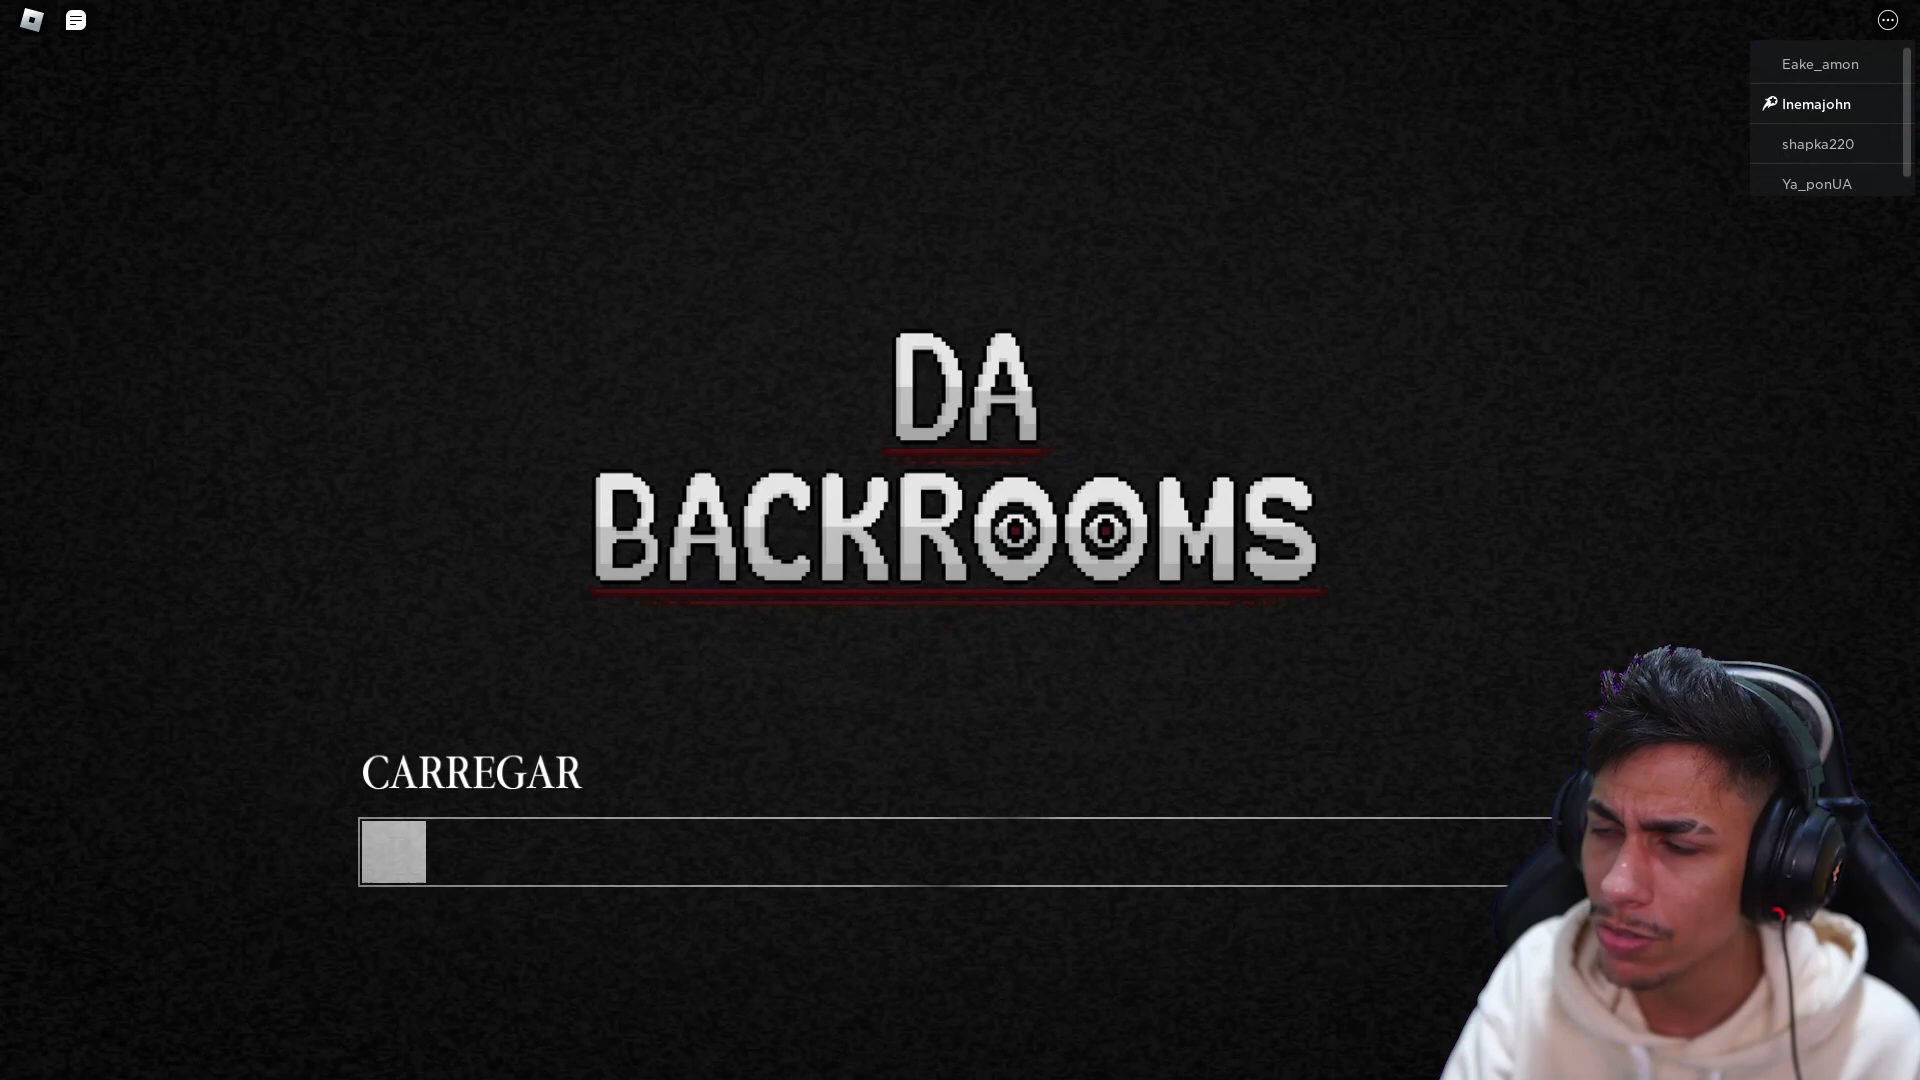 Eake_amon
Inemajohn
shapka220
Ya_ponUA
DA
BACKROOMS
CARREGAR